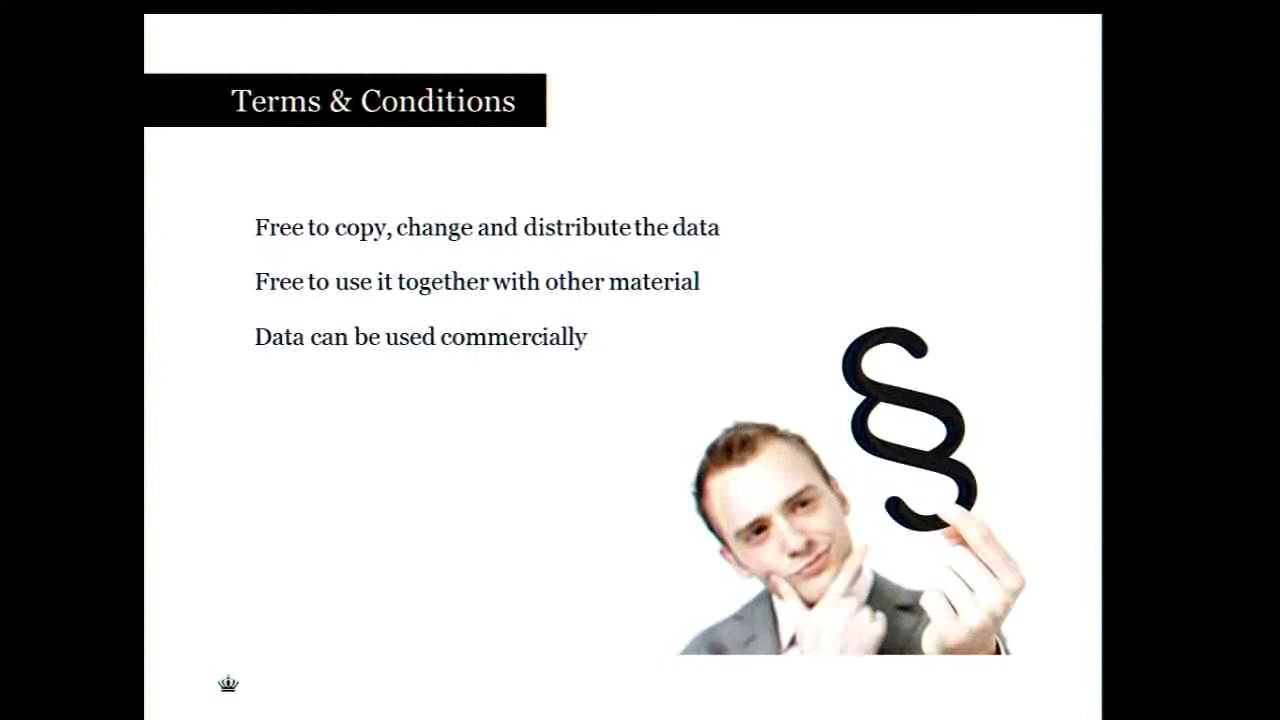 Terms & Conditions
Free to copy, change and distribute the data
Free to use it together with other material
Data can be used commercially
§